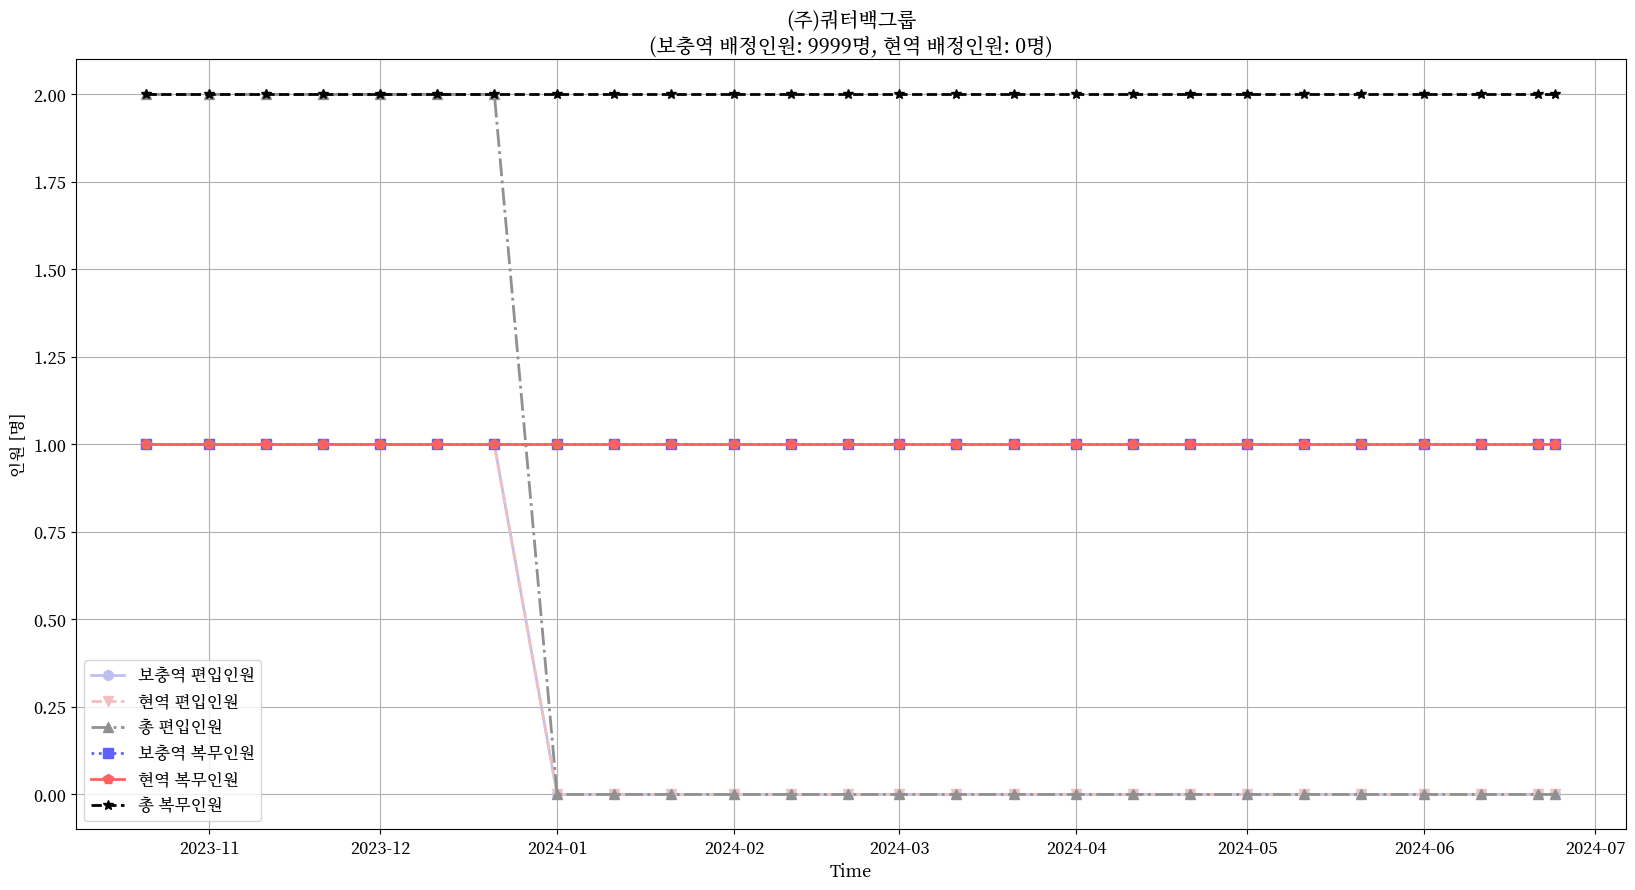 (주)쿼터백그룹
(보충역 배정인원: 9999명, 현역 배정인원: 0명)
2.00
1.75
1.50
1.25
1.00
0.75
0.50
0.25
0.00
인원 [명]
보충역 편입인원
현역 편입인원
총 편입인원
보충역 복무인원
현역 복무인원
총 복무인원
2023-11
2023-12
2024-01
2024-02
2024-03
2024-04
2024-05
2024-06
2024-07
Time